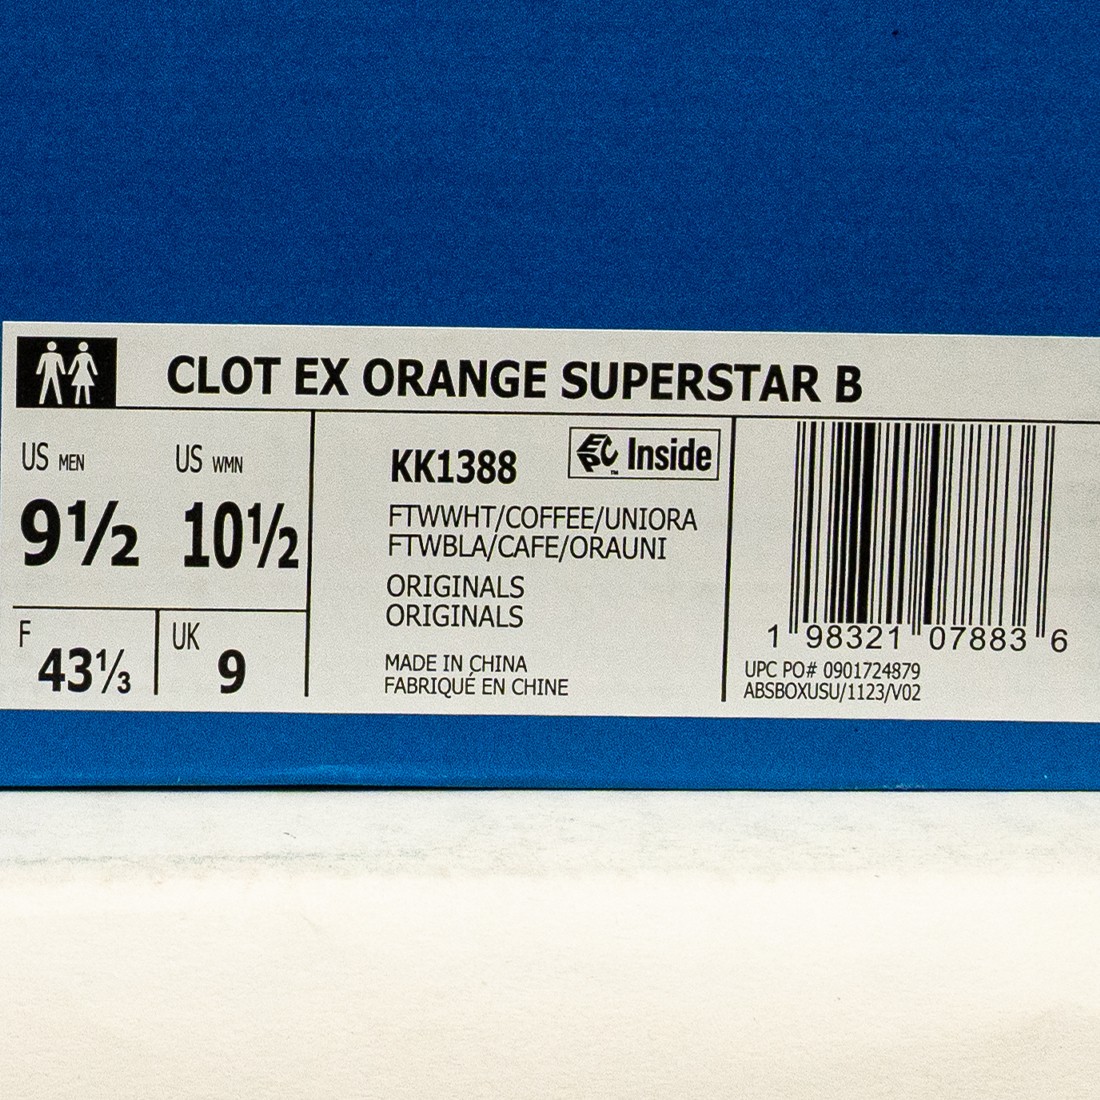 CLOT EX ORANGE SUPERSTAR B
US MEN
9½
US WMN
10½
F
43⅓
UK
9
KK1388
EPC Inside
™
FTWWHT/COFFEE/UNIORA
FTWBLA/CAFE/ORAUNI
ORIGINALS
ORIGINALS
MADE IN CHINA
FABRIQUÉ EN CHINE
1 98321 07883 6
UPC PO# 0901724879
ABSBOXUSU/1123/V02